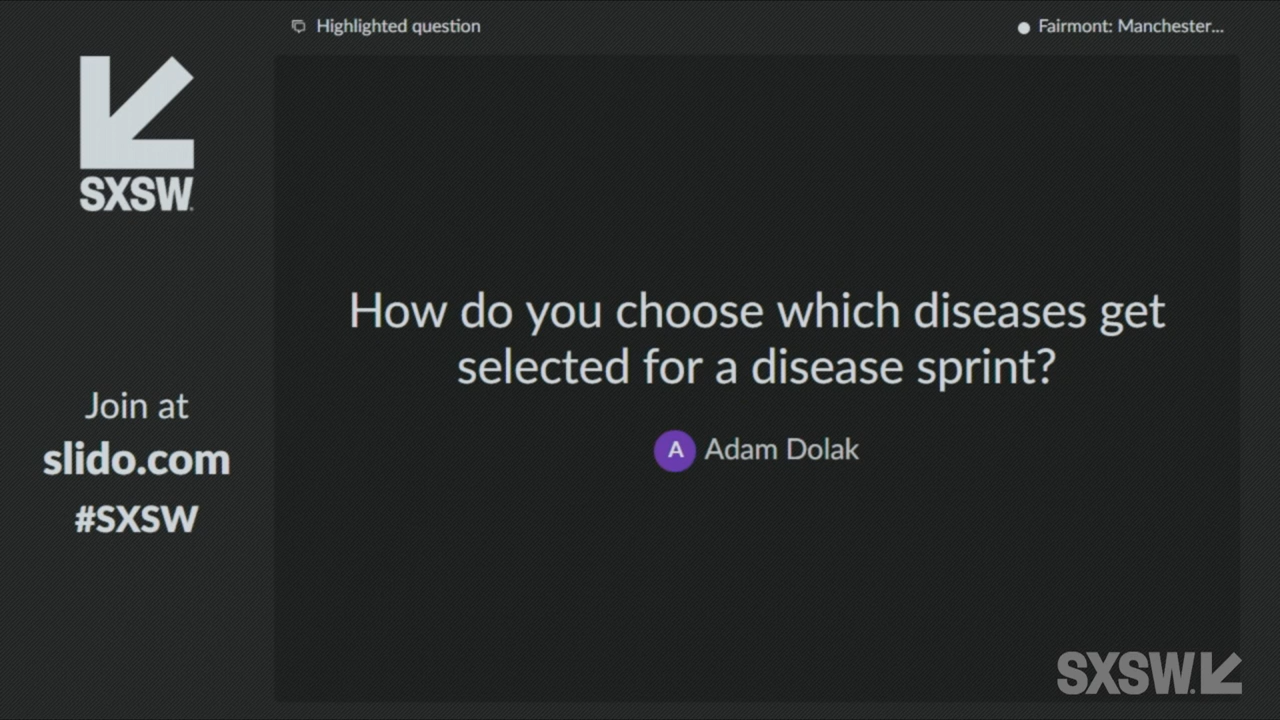 Highlighted question
Fairmont: Manchester...
SXSW.
How do you choose which diseases get
selected for a disease sprint?
A Adam Dolak
Join at
slido.com
#SXSW
SXSW.